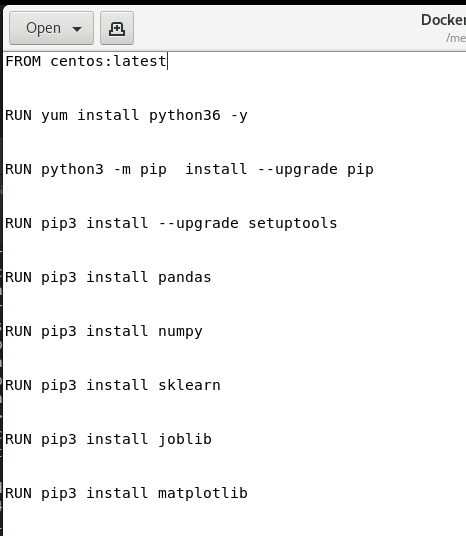 Open
Docker
/me
FROM centos:latest
RUN yum install python36 -y
RUN python3 -m pip  install --upgrade pip
RUN pip3 install --upgrade setuptools
RUN pip3 install pandas
RUN pip3 install numpy
RUN pip3 install sklearn
RUN pip3 install joblib
RUN pip3 install matplotlib